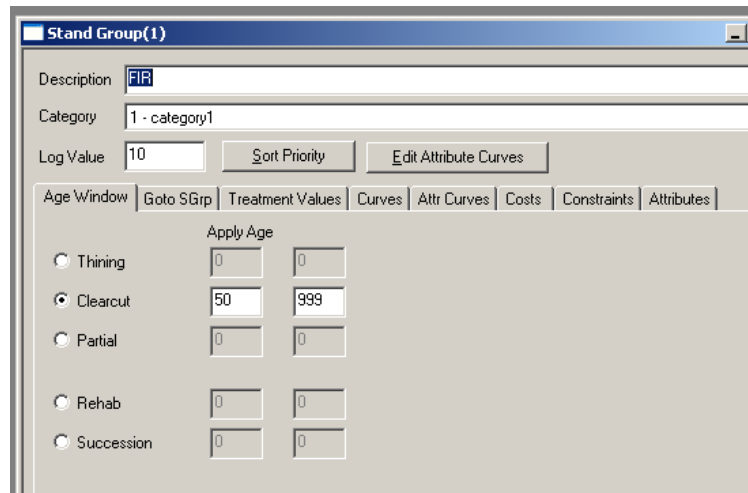 Stand Group(1)
Description FIR
Category 1 - category1
Log Value 10 Sort Priority Edit Attribute Curves
Age Window Goto SGrp Treatment Values Curves Attr Curves Costs Constraints Attributes
Apply Age
Thining 0 0
Clearcut 50 999
Partial 0 0
Rehab 0 0
Succession 0 0